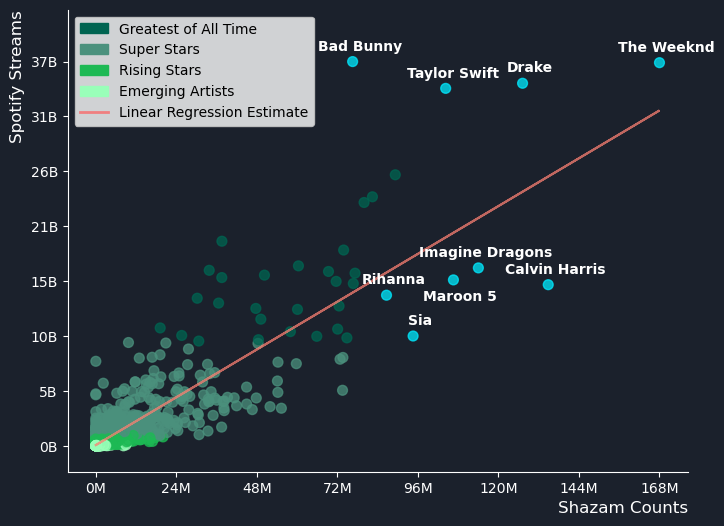 Spotify Streams
Greatest of All Time
Super Stars
Rising Stars
Emerging Artists
Linear Regression Estimate
Bad Bunny
Taylor Swift
Drake
The Weeknd
Imagine Dragons
Rihanna
Calvin Harris
Maroon 5
Sia
37B
31B
26B
21B
15B
10B
5B
0B
0M 24M 48M 72M 96M 120M 144M 168M
Shazam Counts